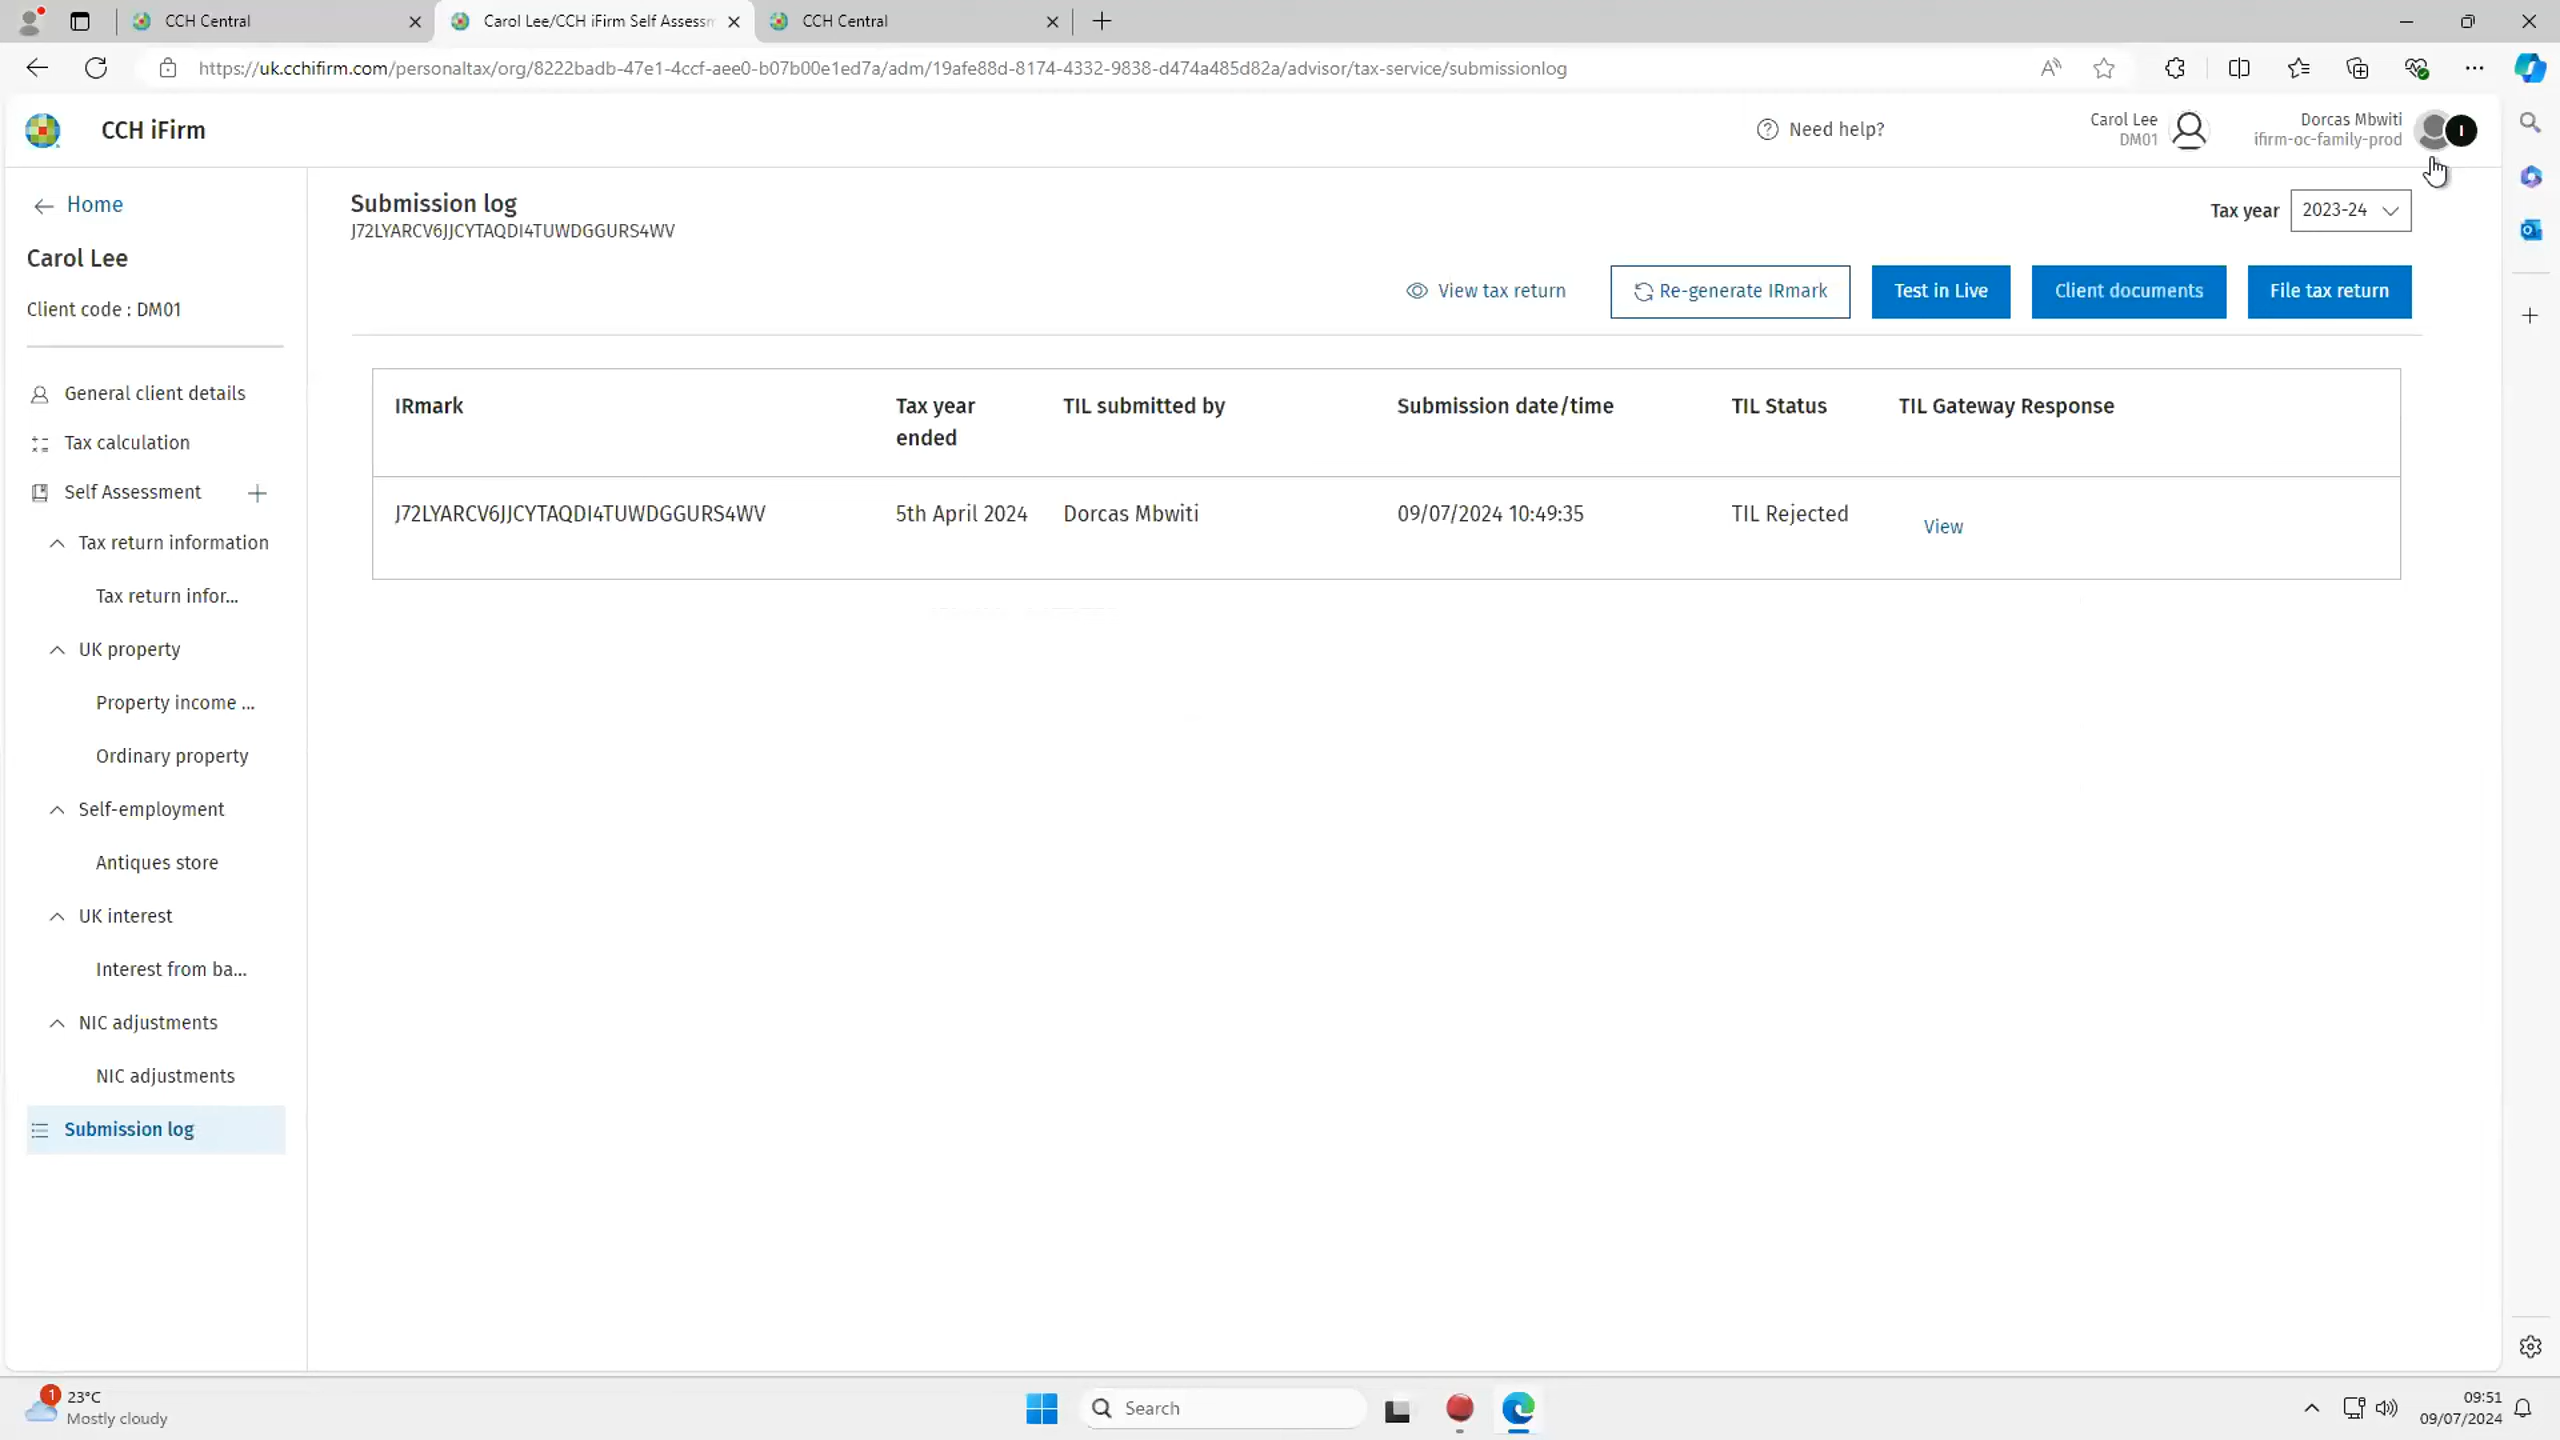 CCH Central
Carol Lee/CCH iFirm Self Assessm
CCH Central
https://uk.cchifirm.com/personaltax/org/8222badb-47e1-4ccf-aee0-b07b00e1ed7a/adm/19afe88d-8174-4332-9838-d474a485d82a/advisor/tax-service/submissionlog
CCH iFirm
Need help?
Carol Lee
DM01
Dorcas Mbwiti
ifirm-oc-family-prod
I
Home
Carol Lee
Client code : DM01
General client details
Tax calculation
Self Assessment
Tax return information
Tax return infor...
UK property
Property income ...
Ordinary property
Self-employment
Antiques store
UK interest
Interest from ba...
NIC adjustments
NIC adjustments
Submission log
Submission log
J72LYARCV6JJCYTAQDI4TUWDGGURS4WV
Tax year
2023-24
View tax return
Re-generate IRmark
Test in Live
Client documents
File tax return
IRmark
Tax year
ended
TIL submitted by
Submission date/time
TIL Status
TIL Gateway Response
J72LYARCV6JJCYTAQDI4TUWDGGURS4WV
5th April 2024
Dorcas Mbwiti
09/07/2024 10:49:35
TIL Rejected
View
1
23°C
Mostly cloudy
Search
09:51
09/07/2024